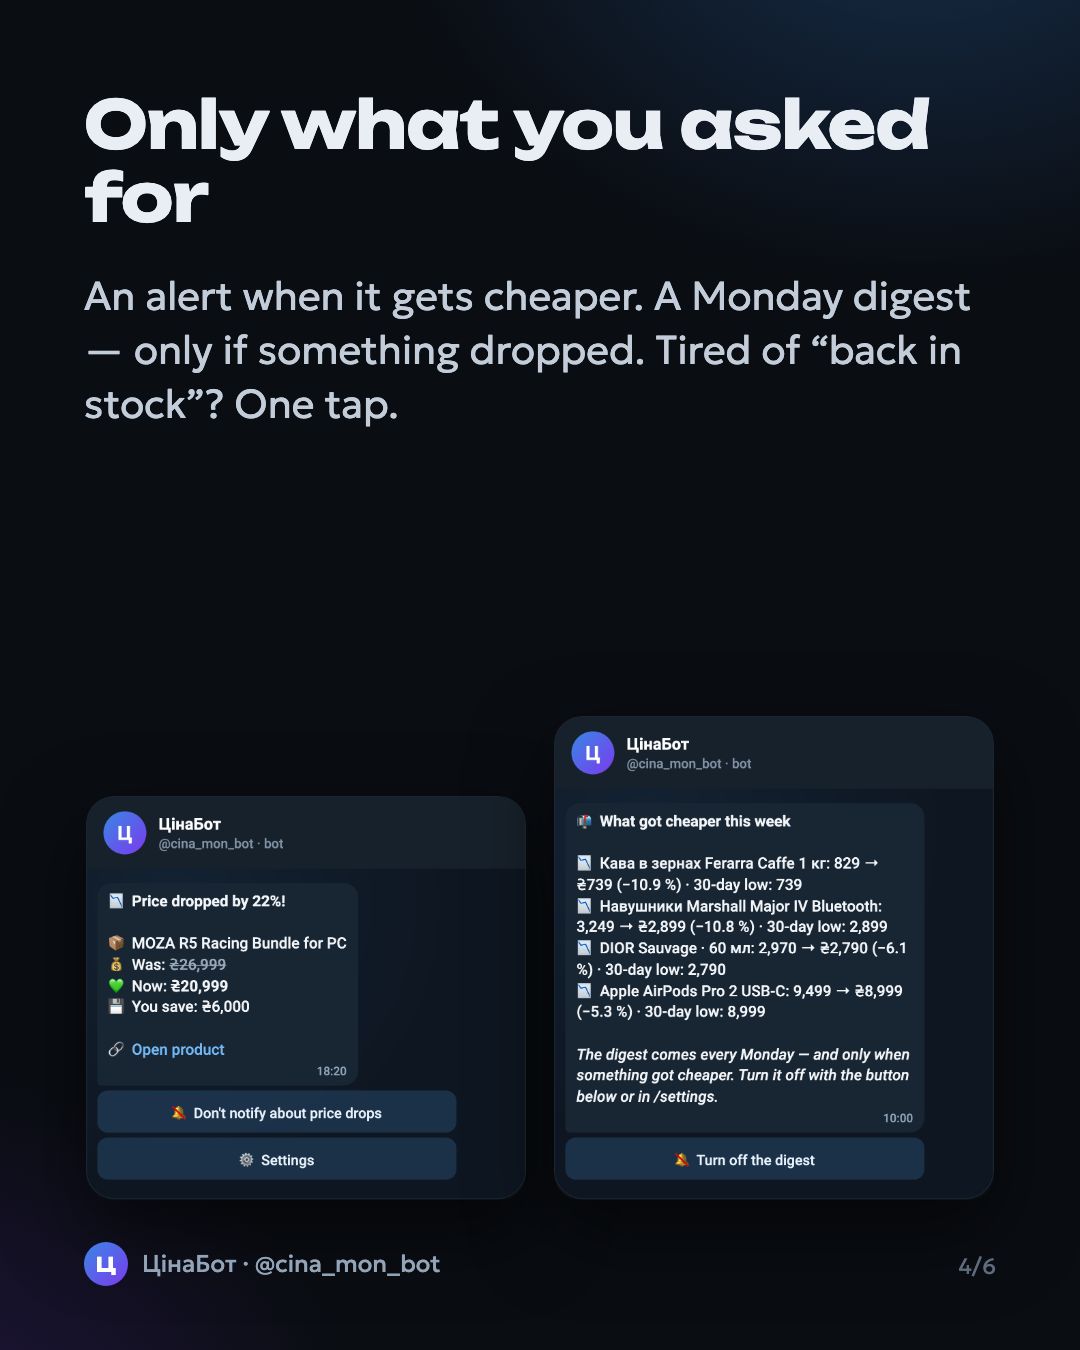 Only what you asked
for
An alert when it gets cheaper. A Monday digest
— only if something dropped. Tired of “back in
stock”? One tap.
Ц
ЦінаБот
@cina_mon_bot · bot
📉 Price dropped by 22%!
📦 MOZA R5 Racing Bundle for PC
💰 Was: ₴26,999
💚 Now: ₴20,999
💾 You save: ₴6,000
🔗 Open product
18:20
🔕 Don't notify about price drops
⚙️ Settings
Ц
ЦінаБот
@cina_mon_bot · bot
📬 What got cheaper this week
📉 Кава в зернах Ferarra Caffe 1 кг: 829 →
₴739 (−10.9 %) · 30-day low: 739
📉 Навушники Marshall Major IV Bluetooth:
3,249 → ₴2,899 (−10.8 %) · 30-day low: 2,899
📉 DIOR Sauvage · 60 мл: 2,970 → ₴2,790 (−6.1
%) · 30-day low: 2,790
📉 Apple AirPods Pro 2 USB-C: 9,499 → ₴8,999
(−5.3 %) · 30-day low: 8,999
The digest comes every Monday — and only when
something got cheaper. Turn it off with the button
below or in /settings.
10:00
🔕 Turn off the digest
Ц
ЦінаБот · @cina_mon_bot
4/6